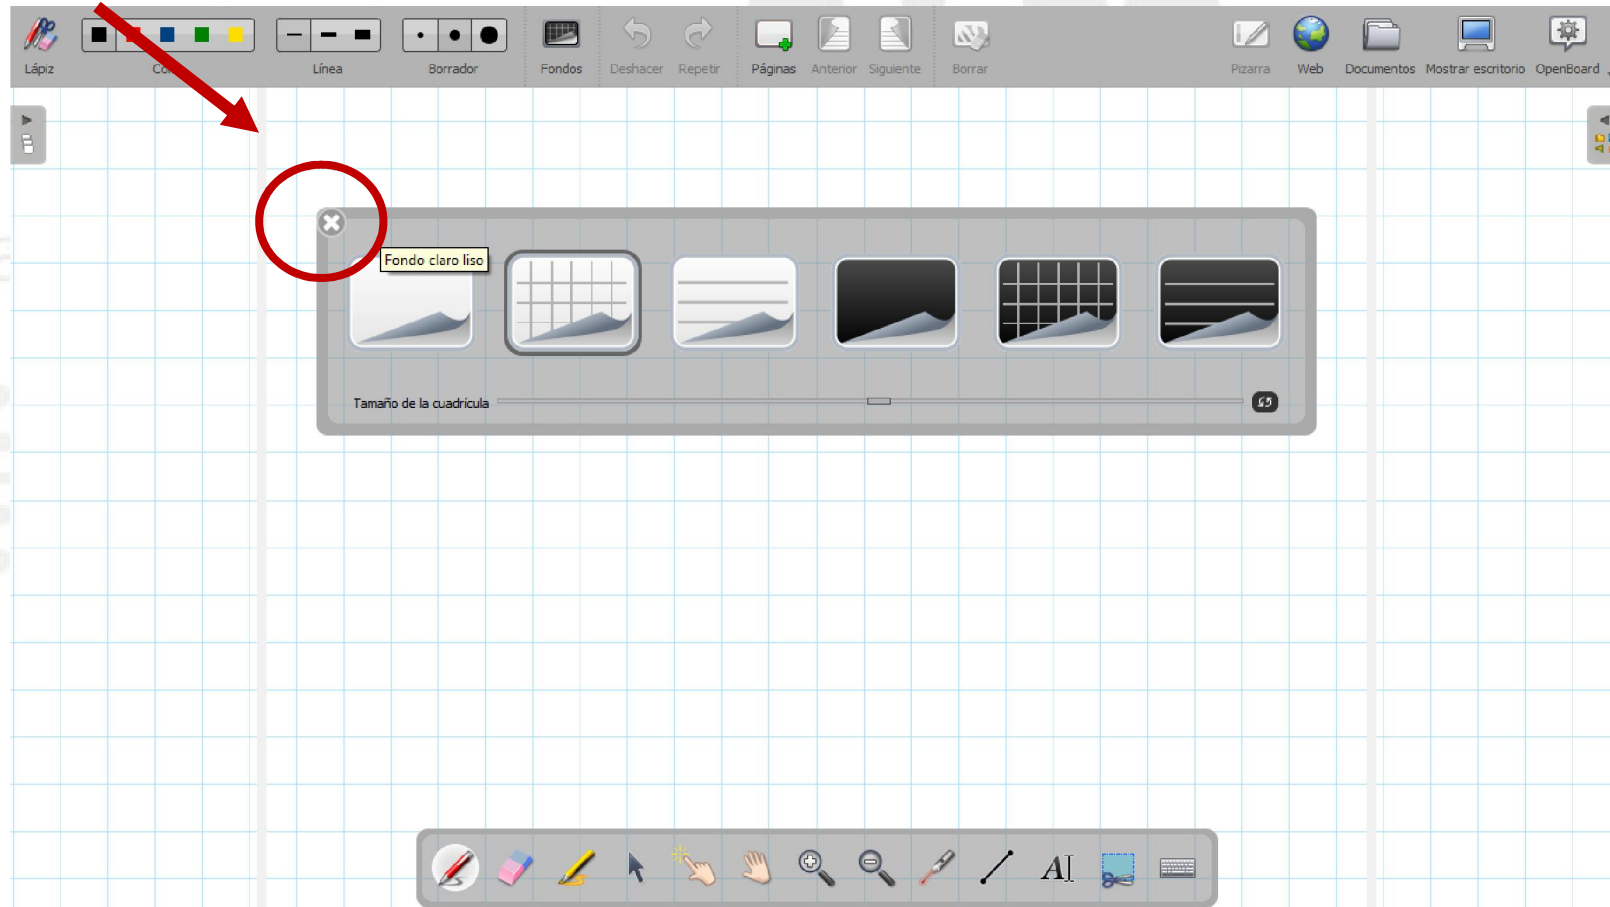 Lápiz
Línea
Borrador
Fondos
Deshacer
Repetir
Páginas
Anterior
Siguiente
Borrar
Pizarra
Web
Documentos
Mostrar escritorio
OpenBoard
Fondo claro liso
Tamaño de la cuadrícula
A